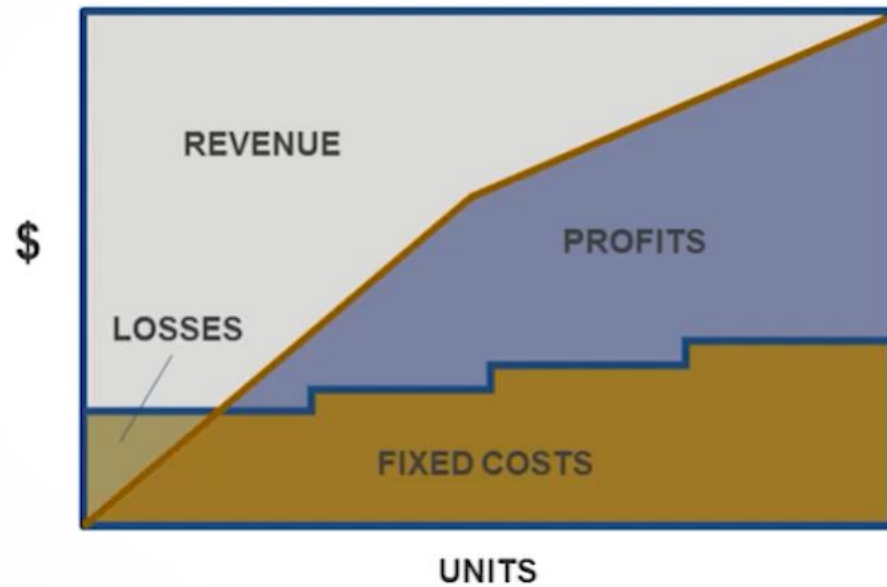 REVENUE
$
PROFITS
LOSSES
FIXED COSTS
UNITS